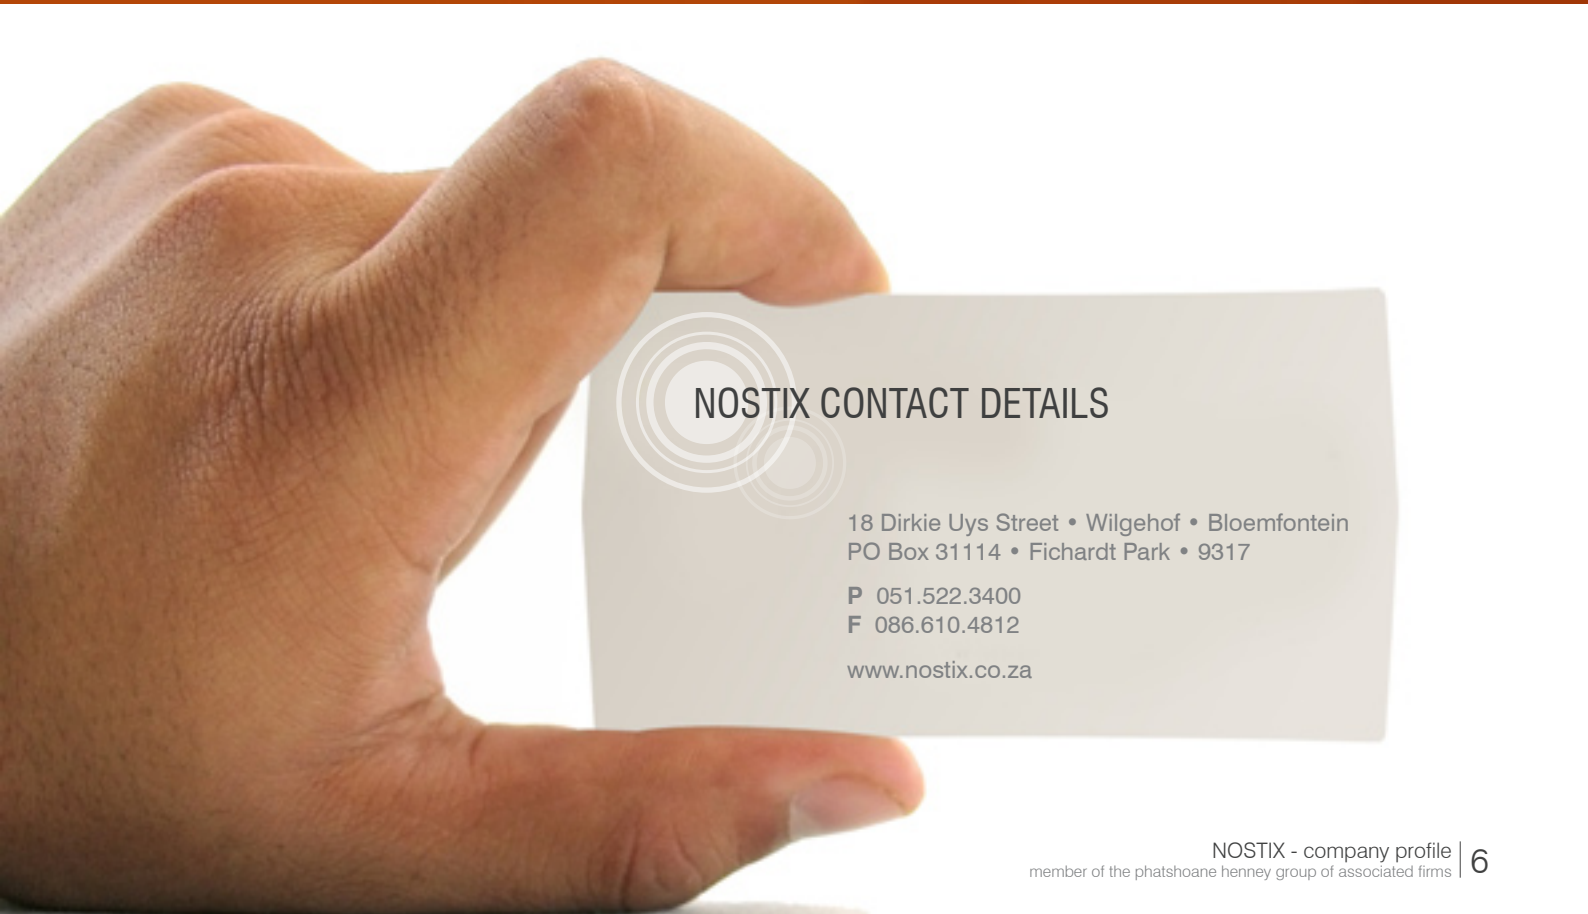 NOSTIX CONTACT DETAILS
18 Dirkie Uys Street • Wilgehof • Bloemfontein
PO Box 31114 • Fichardt Park • 9317
P 051.522.3400
F 086.610.4812
www.nostix.co.za
NOSTIX - company profile
member of the phatshoane henney group of associated firms
6